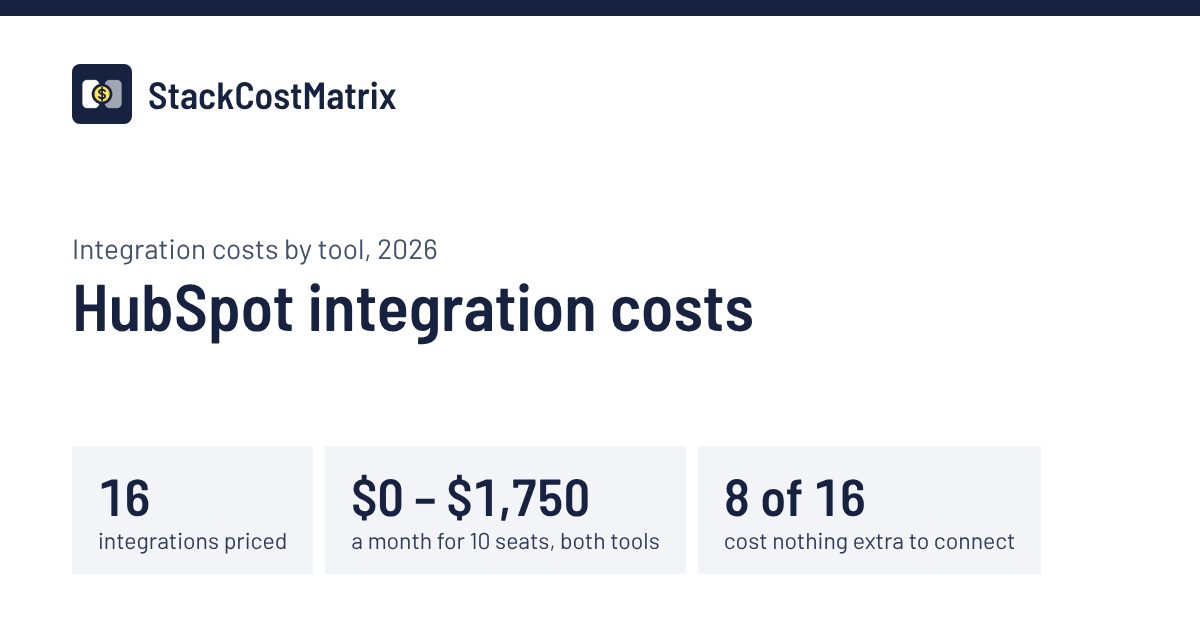 $
StackCostMatrix
Integration costs by tool, 2026
HubSpot integration costs
16
integrations priced
$0 – $1,750
a month for 10 seats, both tools
8 of 16
cost nothing extra to connect